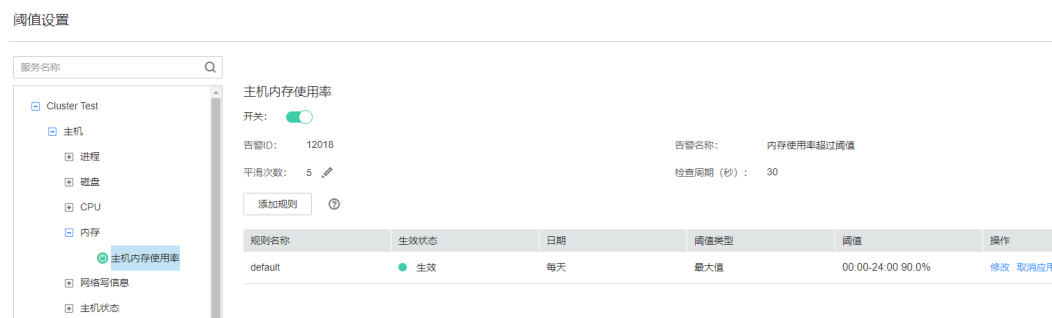 阈值设置
服务名称
Cluster Test
主机
进程
磁盘
CPU
内存
主机内存使用率
网络写信息
主机状态
主机内存使用率
开关：
告警ID： 12018 告警名称： 内存使用率超过阈值
平滑次数： 5 检查周期（秒）： 30
添加规则
规则名称 生效状态 日期 阈值类型 阈值 操作
default 生效 每天 最大值 00:00-24:00 90.0% 修改 取消应用